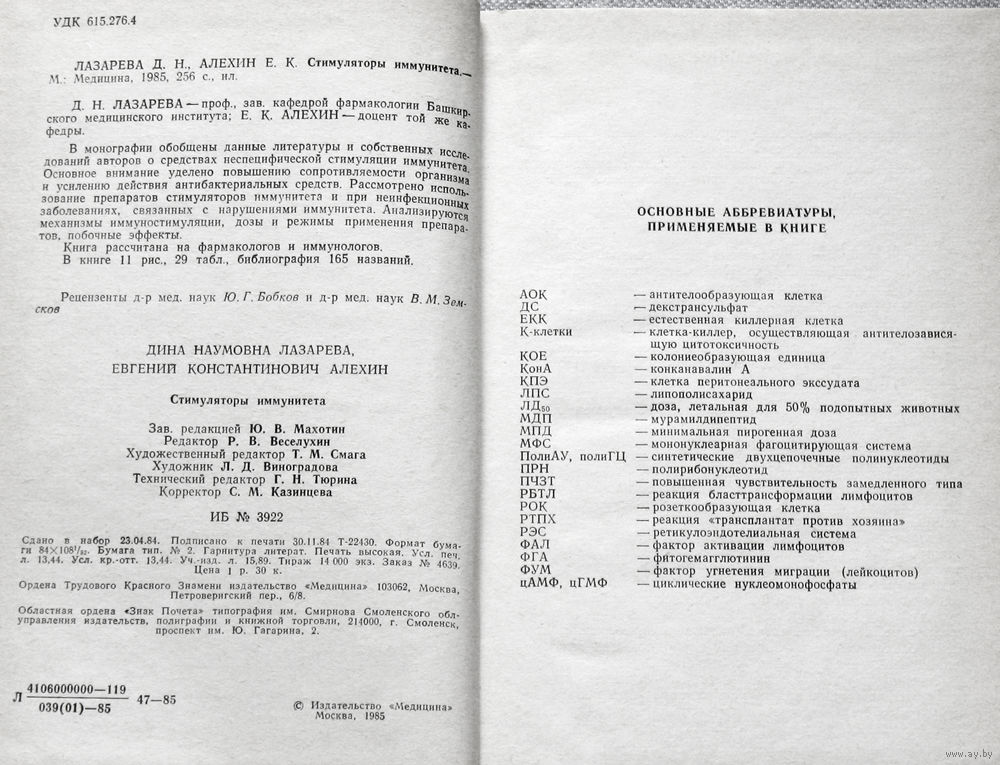 УДК 615.276.4
ЛАЗАРЕВА Д. Н., АЛЕХИН Е. К. Стимуляторы иммунитета.—
М.: Медицина, 1985, 256 с., ил.
Д. Н. ЛАЗАРЕВА — проф., зав. кафедрой фармакологии Башкир-
ского медицинского института; Е. К. АЛЕХИН — доцент той же ка-
федры.
В монографии обобщены данные литературы и собственных иссле-
дований авторов о средствах неспецифической стимуляции иммунитета.
Основное внимание уделено повышению сопротивляемости организма
и усилению действия антибактериальных средств. Рассмотрено исполь-
зование препаратов стимуляторов иммунитета и при неинфекционных
заболеваниях, связанных с нарушениями иммунитета. Анализируются
механизмы иммуностимуляции, дозы и режимы применения препара-
тов, побочные эффекты.
Книга рассчитана на фармакологов и иммунологов.
В книге 11 рис., 29 табл., библиография 165 названий.
Рецензенты д-р мед. наук Ю. Г. Бобков и д-р мед. наук В. М. Зем-
сков
ДИНА НАУМОВНА ЛАЗАРЕВА,
ЕВГЕНИЙ КОНСТАНТИНОВИЧ АЛЕХИН
Стимуляторы иммунитета
Зав. редакцией Ю. В. Махотин
Редактор Р. В. Веселухин
Художественный редактор Т. М. Смага
Художник Л. Д. Виноградова
Технический редактор Г. Н. Тюрина
Корректор С. М. Казинцева
ИБ № 3922
Сдано в набор 23.04.84. Подписано к печати 30.11.84 Т-22430. Формат бума-
ги 84×108¹/₃₂. Бумага тип. № 2. Гарнитура литерат. Печать высокая. Усл. печ.
л. 13,44. Усл. кр.-отт. 13,44. Уч.-изд. л. 15,89. Тираж 14 000 экз. Заказ № 4639.
Цена 1 р. 30 к.
Ордена Трудового Красного Знамени издательство «Медицина» 103062, Москва,
Петроверигский пер., 6/8.
Областная ордена «Знак Почета» типография им. Смирнова Смоленского обл-
управления издательств, полиграфии и книжной торговли, 214000, г. Смоленск,
проспект им. Ю. Гагарина, 2.
Л 4106000000—119 47—85
039(01)—85
© Издательство «Медицина»
Москва, 1985
ОСНОВНЫЕ АББРЕВИАТУРЫ,
ПРИМЕНЯЕМЫЕ В КНИГЕ
АОК — антителообразующая клетка
ДС — декстрансульфат
ЕКК — естественная киллерная клетка
К-клетки — клетка-киллер, осуществляющая антителозавися-
щую цитотоксичность
КОЕ — колониеобразующая единица
КонА — конканавалин А
КПЭ — клетка перитонеального экссудата
ЛПС — липополисахарид
ЛД₅₀ — доза, летальная для 50% подопытных животных
МДП — мурамилдипептид
МПД — минимальная пирогенная доза
МФС — мононуклеарная фагоцитирующая система
ПолиАУ, полиГЦ — синтетические двухцепочечные полинуклеотиды
ПРН — полирибонуклеотид
ПЧЗТ — повышенная чувствительность замедленного типа
РБТЛ — реакция бласттрансформации лимфоцитов
РОК — розеткообразующая клетка
РТПХ — реакция «трансплантат против хозяина»
РЭС — ретикулоэндотелиальная система
ФАЛ — фактор активации лимфоцитов
ФГА — фитогемагглютинин
ФУМ — фактор угнетения миграции (лейкоцитов)
цАМФ, цГМФ — циклические нуклеомонофосфаты
www.ay.by